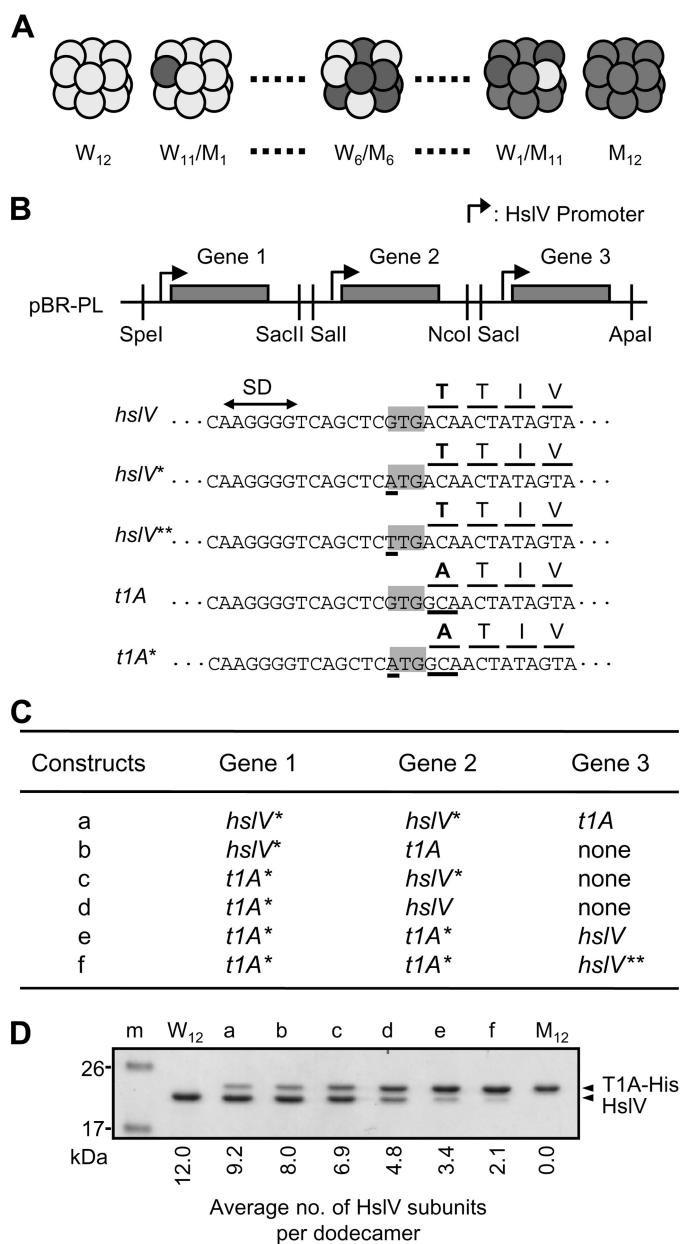 A
W12 W11/M1 W6/M6 W1/M11 M12
B
: HslV Promoter
Gene 1 Gene 2 Gene 3
pBR-PL
SpeI SacII SalI NcoI SacI ApaI
SD T T I V
hslV ···CAAGGGGTCAGCTCGTGACAACTATAGTA···
T T I V
hslV* ···CAAGGGGTCAGCTCATGACAACTATAGTA···
T T I V
hslV** ···CAAGGGGTCAGCTCTTGACAACTATAGTA···
A T I V
t1A ···CAAGGGGTCAGCTCGTGGCAACTATAGTA···
A T I V
t1A* ···CAAGGGGTCAGCTCATGGCAACTATAGTA···
C
Constructs Gene 1 Gene 2 Gene 3
a hslV* hslV* t1A
b hslV* t1A none
c t1A* hslV* none
d t1A* hslV none
e t1A* t1A* hslV
f t1A* t1A* hslV**
D
m W12 a b c d e f M12
26-
T1A-His
HslV
17-
kDa
12.0 9.2 8.0 6.9 4.8 3.4 2.1 0.0
Average no. of HslV subunits
per dodecamer